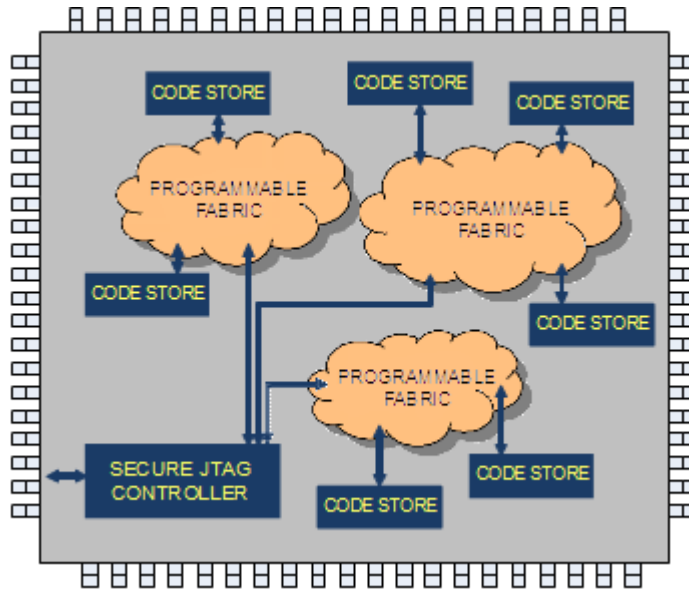 CODE STORE
CODE STORE
CODE STORE
PROGRAMMABLE
FABRIC
PROGRAMMABLE
FABRIC
CODE STORE
CODE STORE
PROGRAMMABLE
FABRIC
SECURE JTAG
CONTROLLER
CODE STORE
CODE STORE